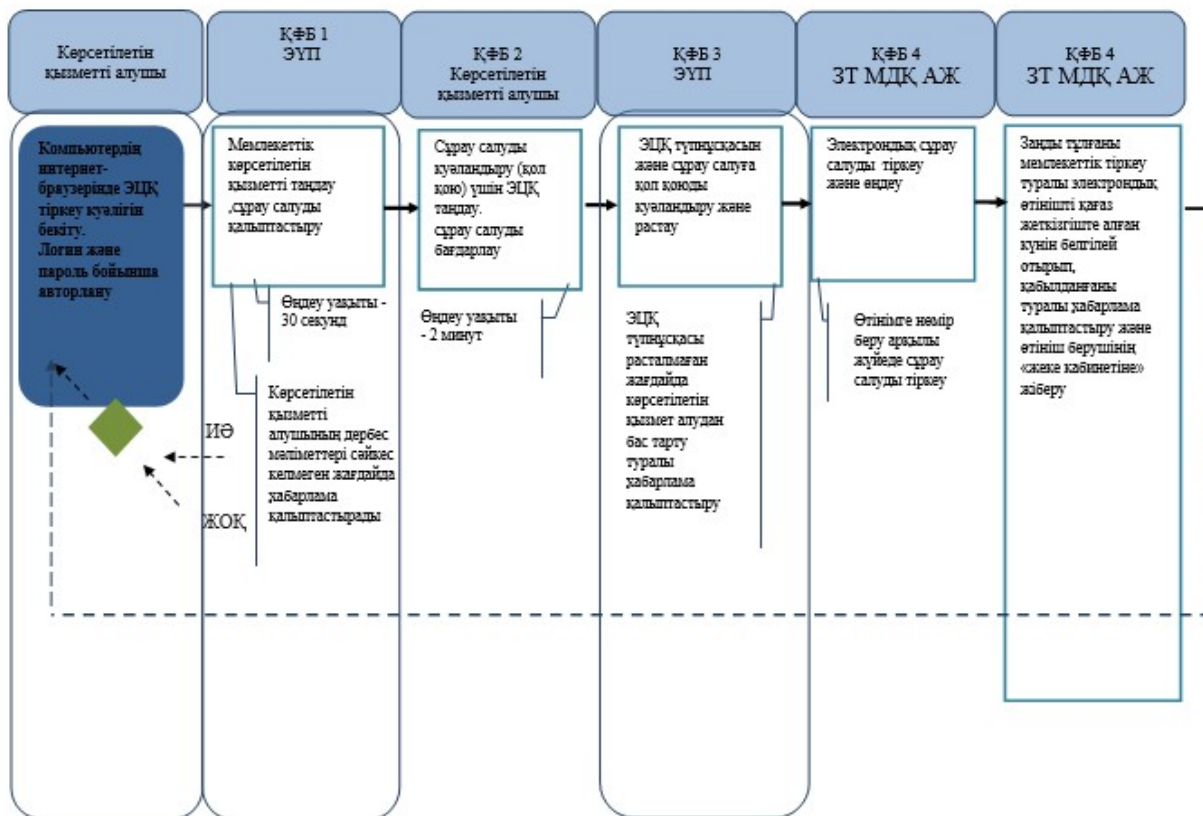 Көрсетілетін
қызметті алушы
ҚФБ 1
ЭҮП
ҚФБ 2
Көрсетілетін
қызметті алушы
ҚФБ 3
ЭҮП
ҚФБ 4
ЗТ МДҚ АЖ
ҚФБ 4
ЗТ МДҚ АЖ
Компьютердің
интернет-
браузерінде ЭЦҚ
тіркеу куәлігін
бекіту.
Логин және
пароль бойынша
авторлану
Мемлекеттік
көрсетілетін
қызметті таңдау
,сұрау салуды
қалыптастыру
Өңдеу уақыты -
30 секунд
Көрсетілетін
қызметті
алушының дербес
мәліметтері сәйкес
келмеген жағдайда
хабарлама
қалыптастырады
ИӘ
ЖОҚ
Сұрау салуды
куәландыру (қол
қою) үшін ЭЦҚ
таңдау.
сұрау салуды
бағдарлау
Өңдеу уақыты
- 2 минут
ЭЦҚ түпнұсқасын
және сұрау салуға
қол қоюды
куәландыру және
растау
ЭЦҚ
түпнұсқасы
расталмаған
жағдайда
көрсетілетін
қызмет алудан
бас тарту
туралы
хабарлама
қалыптастыру
Электрондық сұрау
салуды тіркеу
және өңдеу
Өтінімге нөмір
беру арқылы
жүйеде сұрау
салуды тіркеу
Заңды тұлғаны
мемлекеттік тіркеу
туралы электрондық
өтінішті қағаз
жеткізгіште алған
күнін белгілей
отырып,
қабылданғаны
туралы хабарлама
қалыптастыру және
өтініш берушінің
«жеке кабинетіне»
жіберу